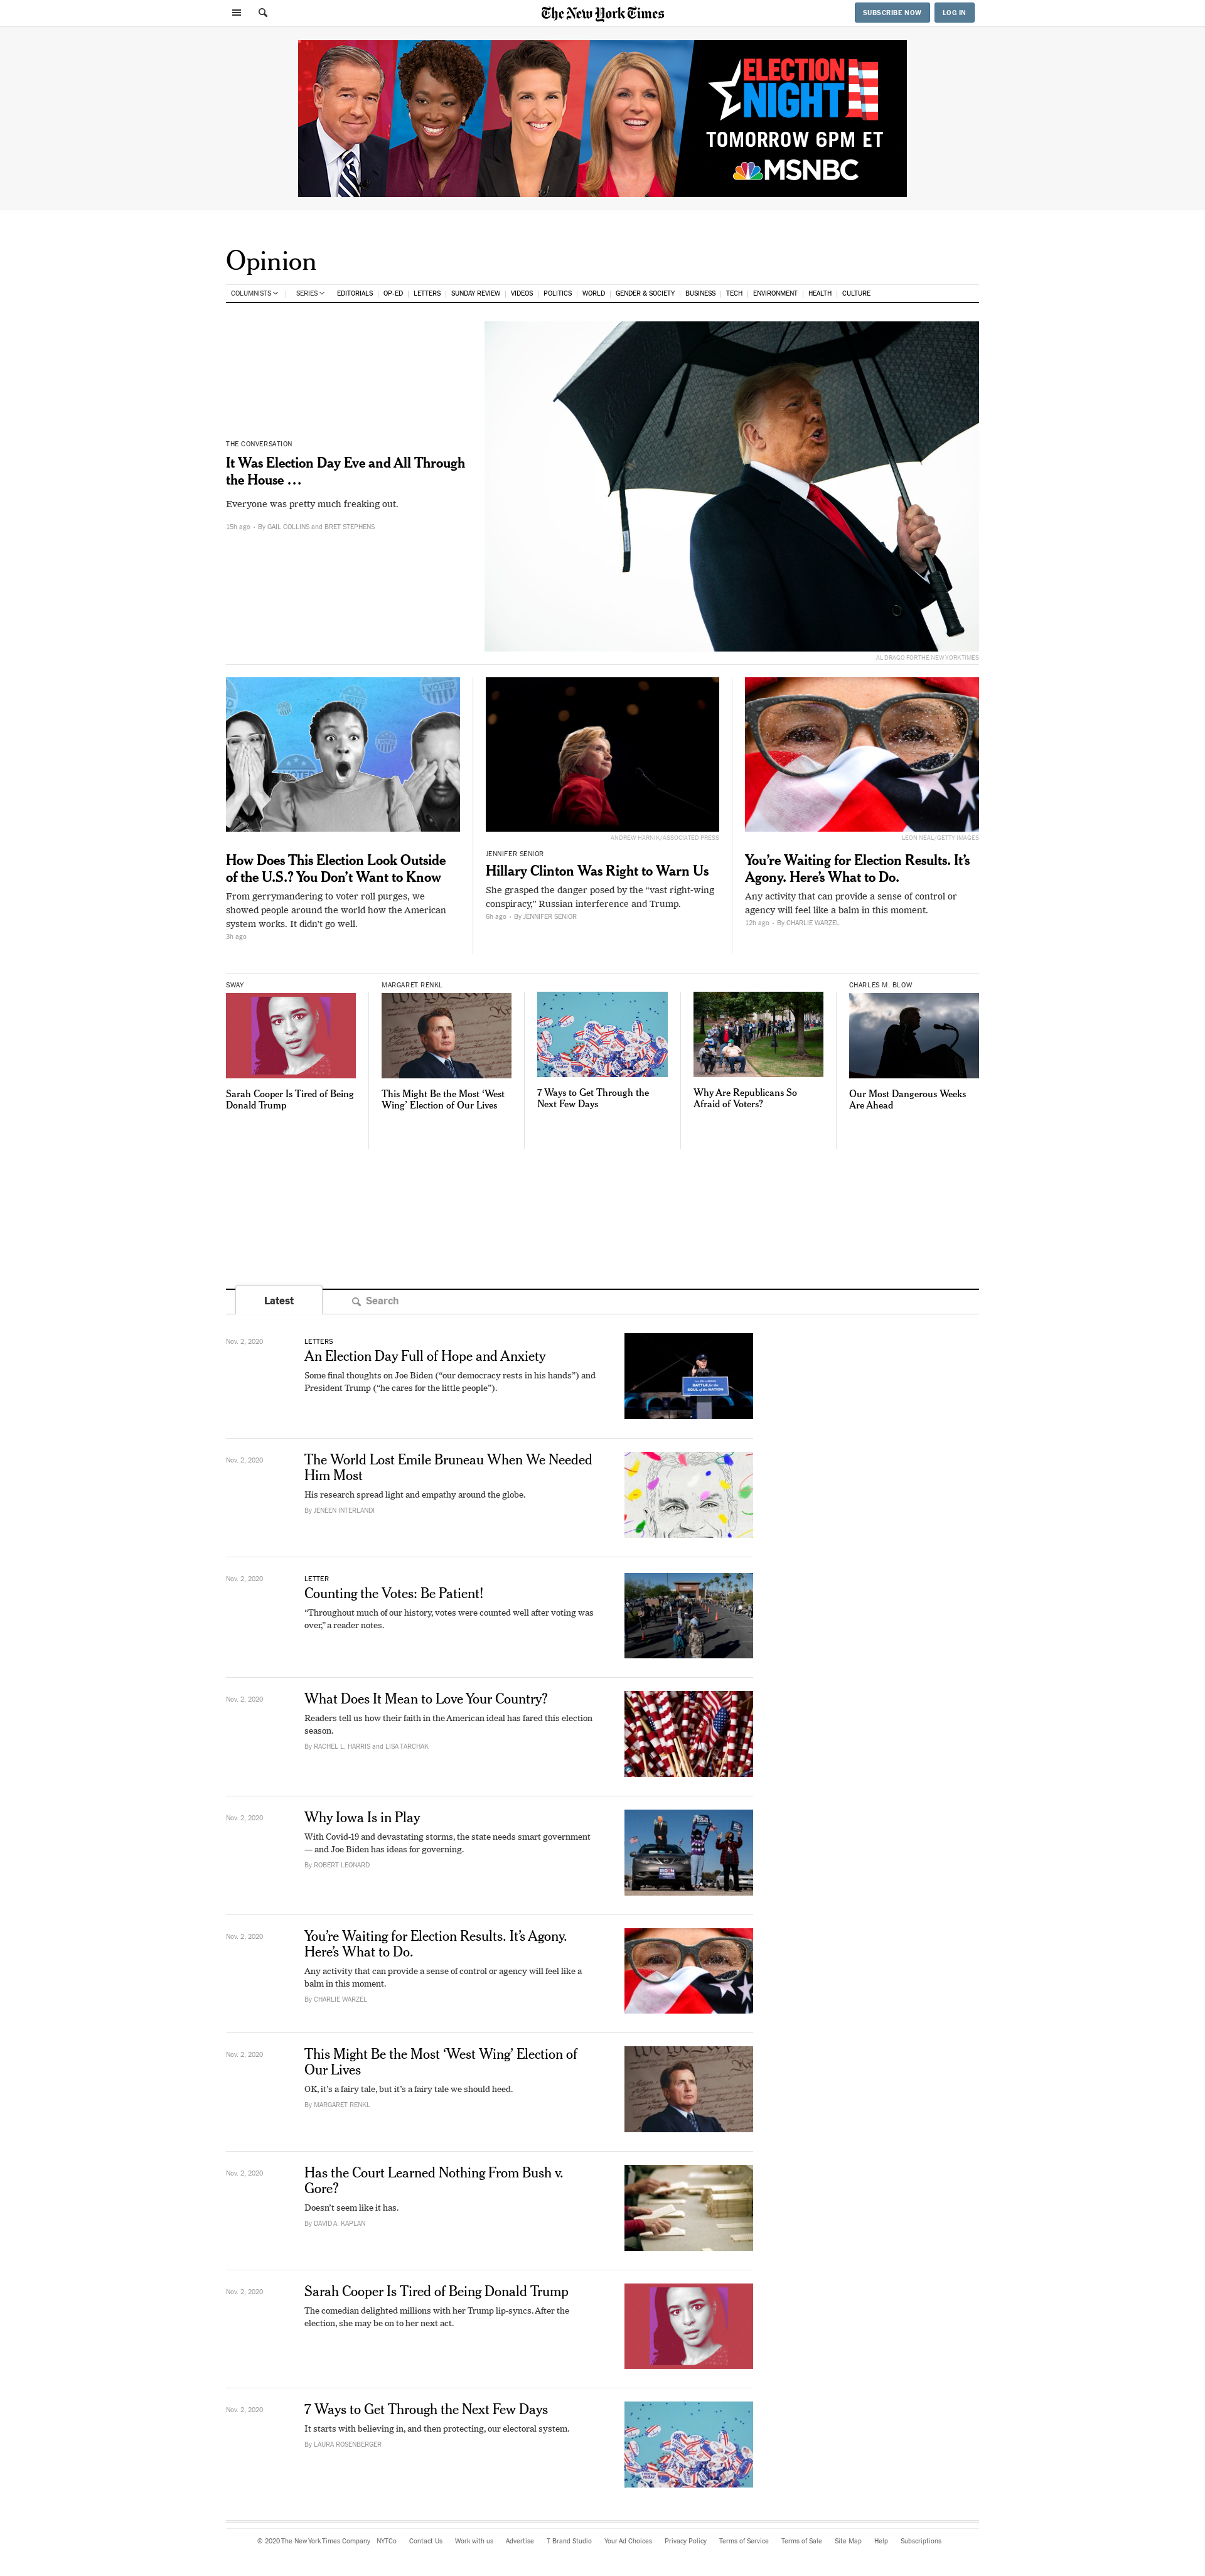 The New York Times
SUBSCRIBE NOW
LOG IN
ELECTION
NIGHT
TOMORROW 6PM ET
MSNBC
Opinion
COLUMNISTS
SERIES
EDITORIALS
OP-ED
LETTERS
SUNDAY REVIEW
VIDEOS
POLITICS
WORLD
GENDER & SOCIETY
BUSINESS
TECH
ENVIRONMENT
HEALTH
CULTURE
THE CONVERSATION
It Was Election Day Eve and All Through
the House …
Everyone was pretty much freaking out.
15h ago • By GAIL COLLINS and BRET STEPHENS
AL DRAGO FOR THE NEW YORK TIMES
How Does This Election Look Outside
of the U.S.? You Don’t Want to Know
From gerrymandering to voter roll purges, we
showed people around the world how the American
system works. It didn’t go well.
3h ago
ANDREW HARNIK/ASSOCIATED PRESS
JENNIFER SENIOR
Hillary Clinton Was Right to Warn Us
She grasped the danger posed by the “vast right-wing
conspiracy,” Russian interference and Trump.
6h ago • By JENNIFER SENIOR
LEON NEAL/GETTY IMAGES
You’re Waiting for Election Results. It’s
Agony. Here’s What to Do.
Any activity that can provide a sense of control or
agency will feel like a balm in this moment.
12h ago • By CHARLIE WARZEL
SWAY
Sarah Cooper Is Tired of Being
Donald Trump
MARGARET RENKL
This Might Be the Most ‘West
Wing’ Election of Our Lives
7 Ways to Get Through the
Next Few Days
Why Are Republicans So
Afraid of Voters?
CHARLES M. BLOW
Our Most Dangerous Weeks
Are Ahead
Latest
Search
Nov. 2, 2020
LETTERS
An Election Day Full of Hope and Anxiety
Some final thoughts on Joe Biden (“our democracy rests in his hands”) and
President Trump (“he cares for the little people”).
BATTLE for the
SOUL of the NATION
Nov. 2, 2020
The World Lost Emile Bruneau When We Needed
Him Most
His research spread light and empathy around the globe.
By JENEEN INTERLANDI
Nov. 2, 2020
LETTER
Counting the Votes: Be Patient!
“Throughout much of our history, votes were counted well after voting was
over,” a reader notes.
Nov. 2, 2020
What Does It Mean to Love Your Country?
Readers tell us how their faith in the American ideal has fared this election
season.
By RACHEL L. HARRIS and LISA TARCHAK
Nov. 2, 2020
Why Iowa Is in Play
With Covid-19 and devastating storms, the state needs smart government
— and Joe Biden has ideas for governing.
By ROBERT LEONARD
Nov. 2, 2020
You’re Waiting for Election Results. It’s Agony.
Here’s What to Do.
Any activity that can provide a sense of control or agency will feel like a
balm in this moment.
By CHARLIE WARZEL
Nov. 2, 2020
This Might Be the Most ‘West Wing’ Election of
Our Lives
OK, it’s a fairy tale, but it’s a fairy tale we should heed.
By MARGARET RENKL
Nov. 2, 2020
Has the Court Learned Nothing From Bush v.
Gore?
Doesn’t seem like it has.
By DAVID A. KAPLAN
Nov. 2, 2020
Sarah Cooper Is Tired of Being Donald Trump
The comedian delighted millions with her Trump lip-syncs. After the
election, she may be on to her next act.
Nov. 2, 2020
7 Ways to Get Through the Next Few Days
It starts with believing in, and then protecting, our electoral system.
By LAURA ROSENBERGER
© 2020 The New York Times Company
NYTCo
Contact Us
Work with us
Advertise
T Brand Studio
Your Ad Choices
Privacy Policy
Terms of Service
Terms of Sale
Site Map
Help
Subscriptions